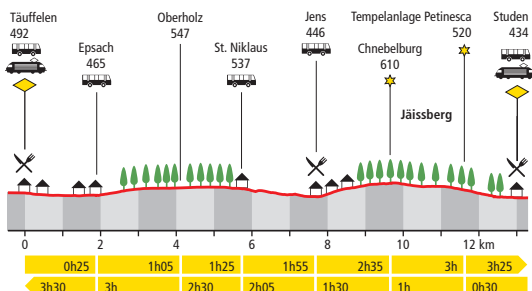 Täuffelen
492
Epsach
465
Oberholz
547
St. Niklaus
537
Jens
446
Tempelanlage Petinesca
520
Chnebelburg
610
Studen
434
Jäissberg
0 2 4 6 8 10 12 km
0h25 1h05 1h25 1h55 2h35 3h 3h25
3h30 3h 2h30 2h05 1h30 1h 0h30